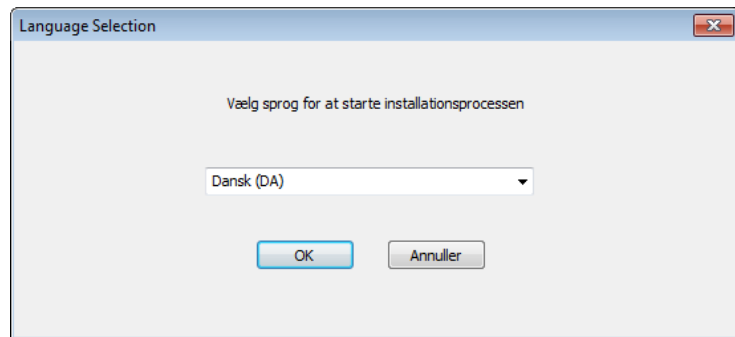 Language Selection
Vælg sprog for at starte installationsprocessen
Dansk (DA)
OK
Annuller